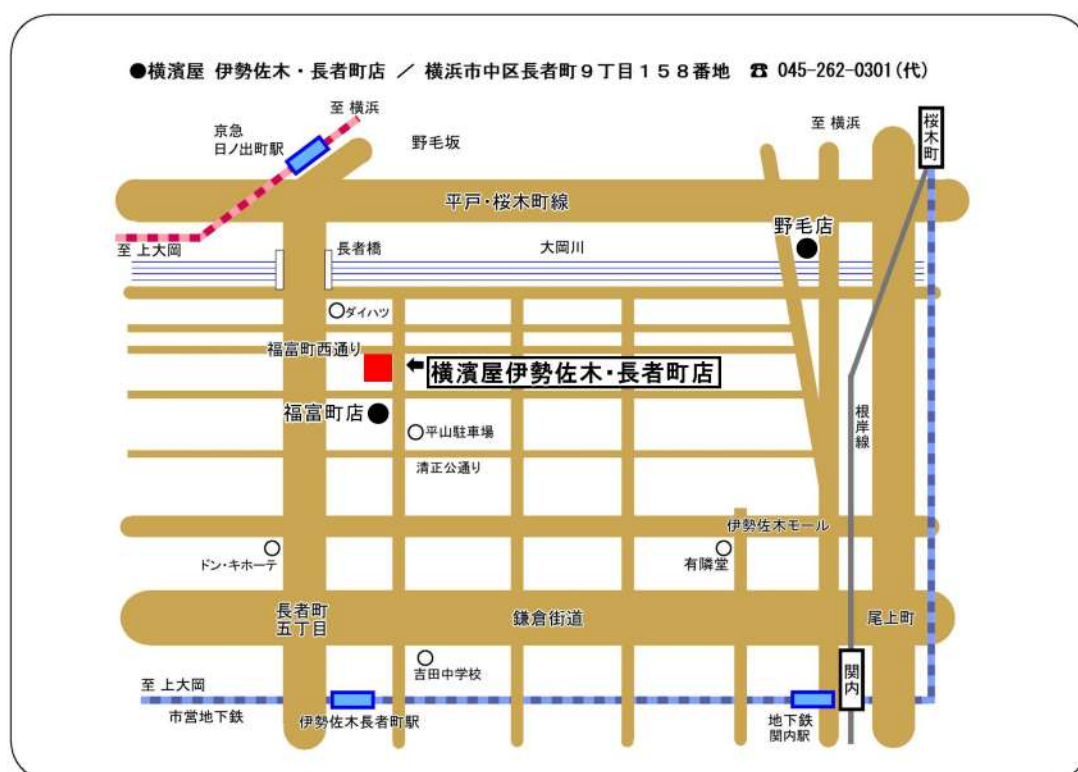 ●横濱屋 伊勢佐木・長者町店 ／ 横浜市中区長者町９丁目１５８番地 ☎ 045-262-0301(代)
至 横浜
京急
日ノ出町駅
野毛坂
至 横浜
桜木町
平戸・桜木町線
野毛店
至 上大岡
長者橋
大岡川
ダイハツ
福富町西通り
横濱屋伊勢佐木・長者町店
福富町店
平山駐車場
根岸線
清正公通り
伊勢佐木モール
ドン・キホーテ
有隣堂
長者町
五丁目
鎌倉街道
尾上町
吉田中学校
関内
至 上大岡
市営地下鉄
伊勢佐木長者町駅
地下鉄
関内駅